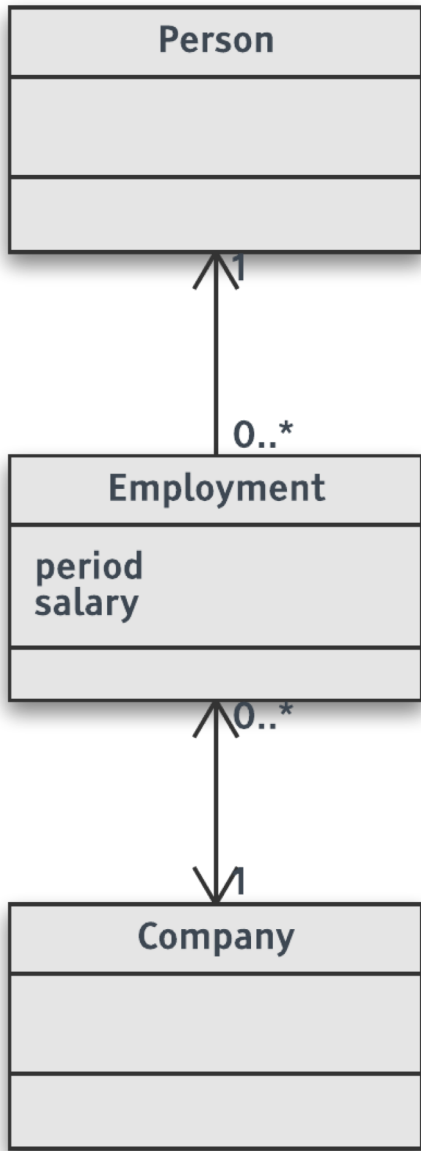 Person
1
0..*
Employment
period
salary
0..*
1
Company